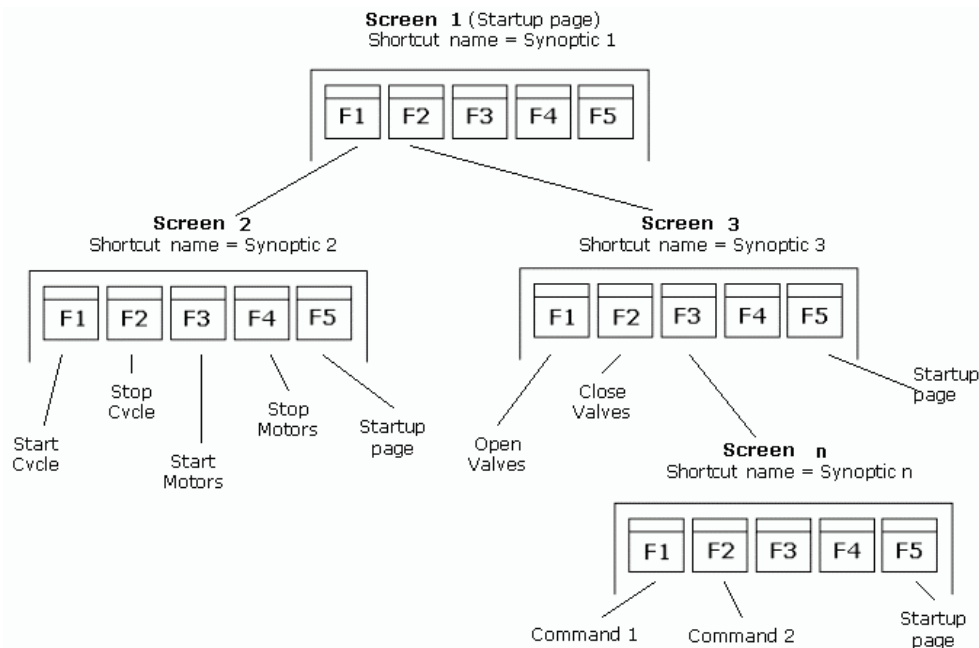 Screen 1 (Startup page)
Shortcut name = Synoptic 1
F1 F2 F3 F4 F5
Screen 2
Shortcut name = Synoptic 2
F1 F2 F3 F4 F5
Start
Cvcle
Stop
Cvcle
Start
Motors
Stop
Motors
Startup
page
Screen 3
Shortcut name = Synoptic 3
F1 F2 F3 F4 F5
Open
Valves
Close
Valves
Startup
page
Screen n
Shortcut name = Synoptic n
F1 F2 F3 F4 F5
Command 1
Command 2
Startup
page